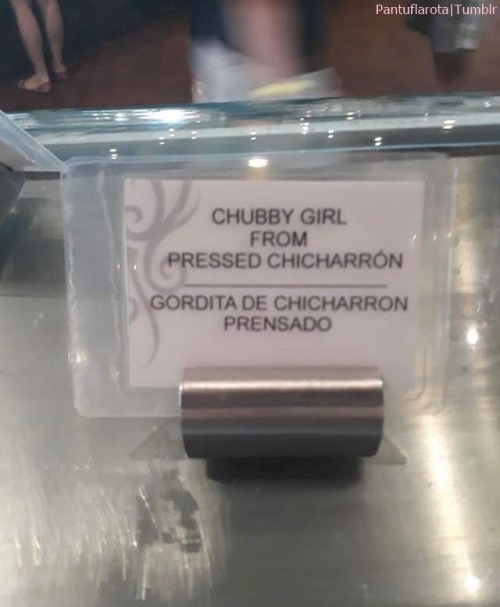 Pantuflarota|Tumblr
CHUBBY GIRL
FROM
PRESSED CHICHARRÓN
GORDITA DE CHICHARRON
PRENSADO